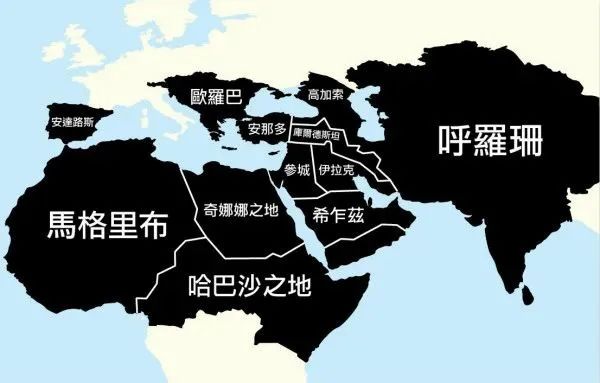 歐羅巴
高加索
安達路斯
安那多
庫爾德斯坦
呼羅珊
參城
伊拉克
馬格里布
奇娜娜之地
希乍茲
哈巴沙之地